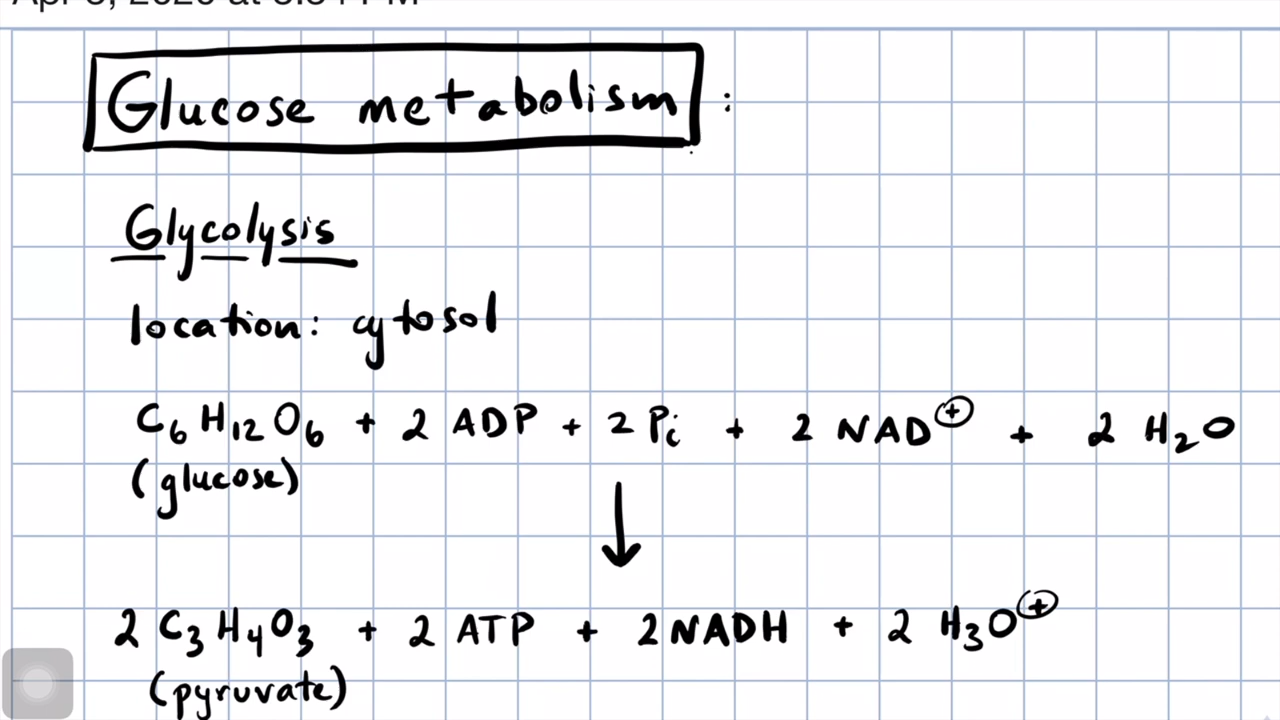 Glucose metabolism :
Glycolysis
location: cytosol
C₆H₁₂O₆ + 2 ADP + 2 Pᵢ + 2 NAD⊕ + 2 H₂O
(glucose)
↓
2 C₃H₄O₃ + 2 ATP + 2 NADH + 2 H₃O⊕
(pyruvate)